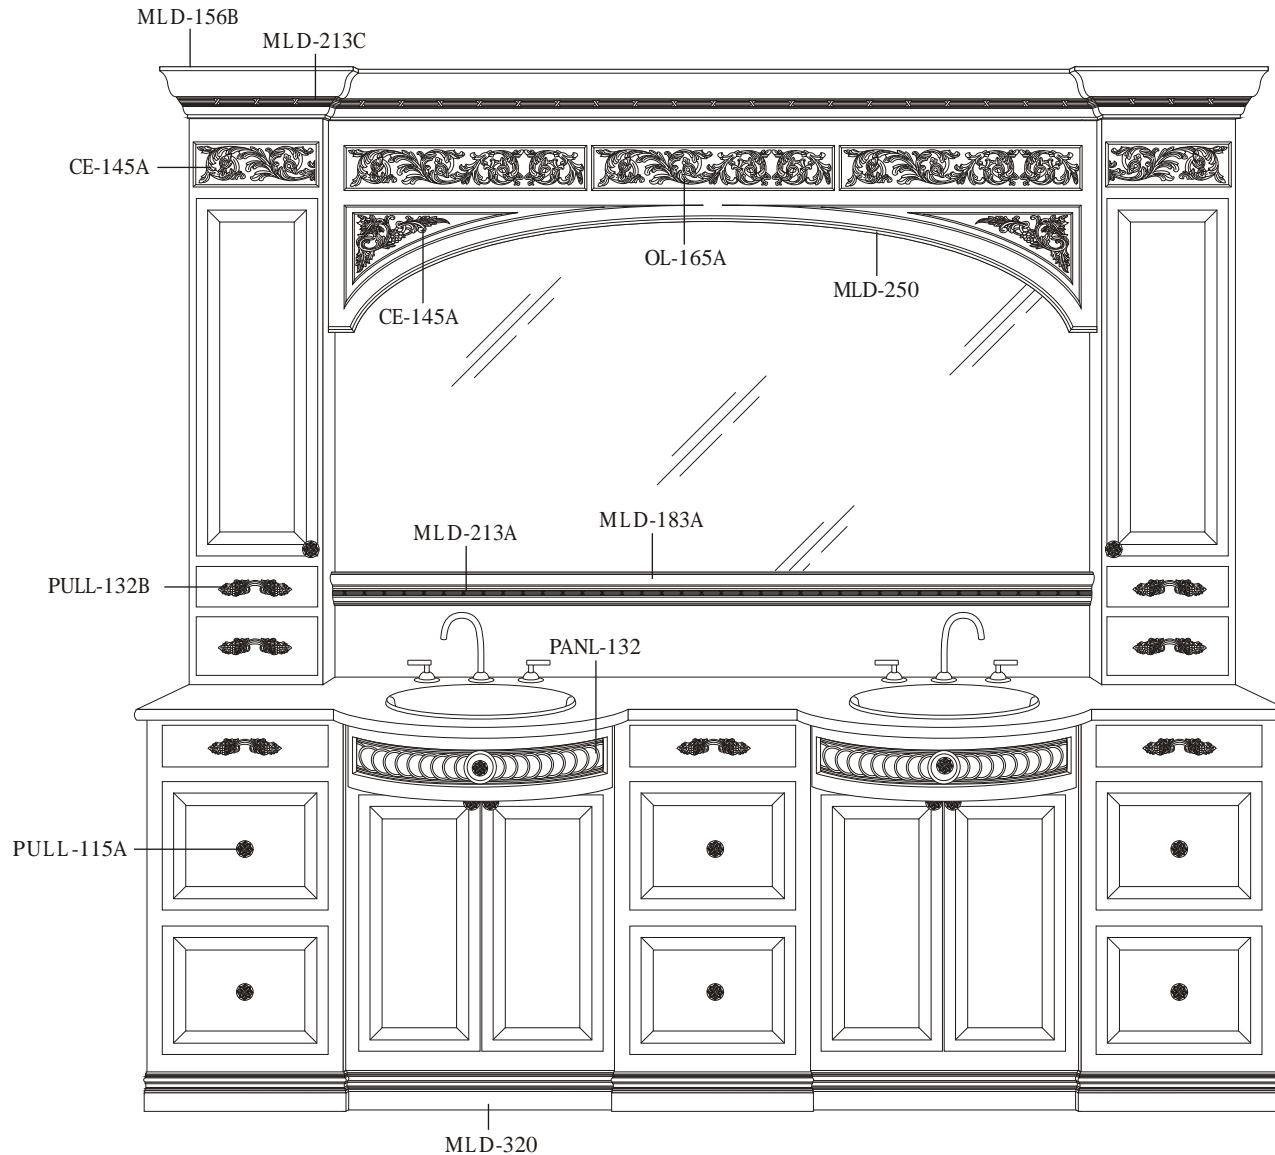 MLD-156B
MLD-213C
CE-145A
OL-165A
MLD-250
CE-145A
MLD-183A
MLD-213A
PULL-132B
PANL-132
PULL-115A
MLD-320